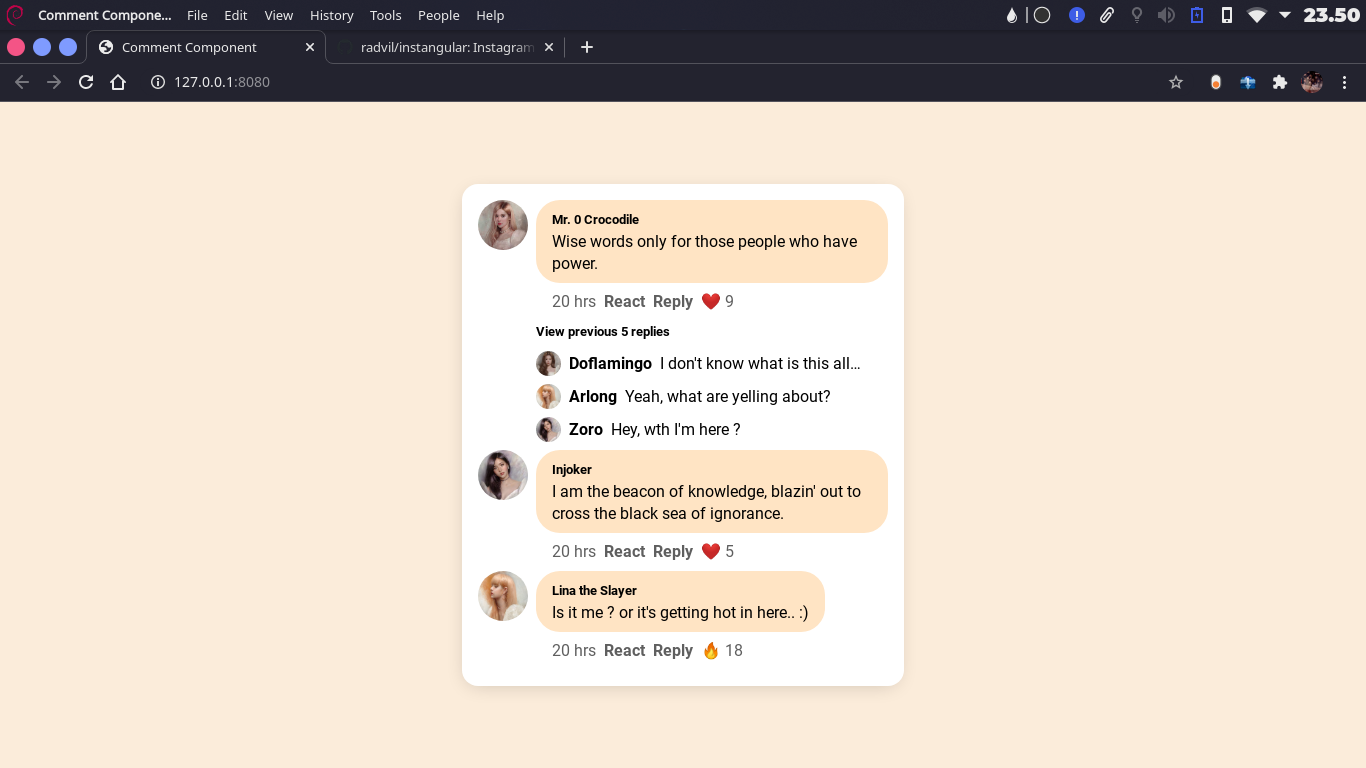 Comment Compone... File Edit View History Tools People Help 23.50
Comment Component radvil/instangular: Instagram
127.0.0.1:8080
Mr. 0 Crocodile
Wise words only for those people who have
power.
20 hrs React Reply ❤️ 9
View previous 5 replies
Doflamingo I don't know what is this all...
Arlong Yeah, what are yelling about?
Zoro Hey, wth I'm here ?
Injoker
I am the beacon of knowledge, blazin' out to
cross the black sea of ignorance.
20 hrs React Reply ❤️ 5
Lina the Slayer
Is it me ? or it's getting hot in here.. :)
20 hrs React Reply 🔥 18